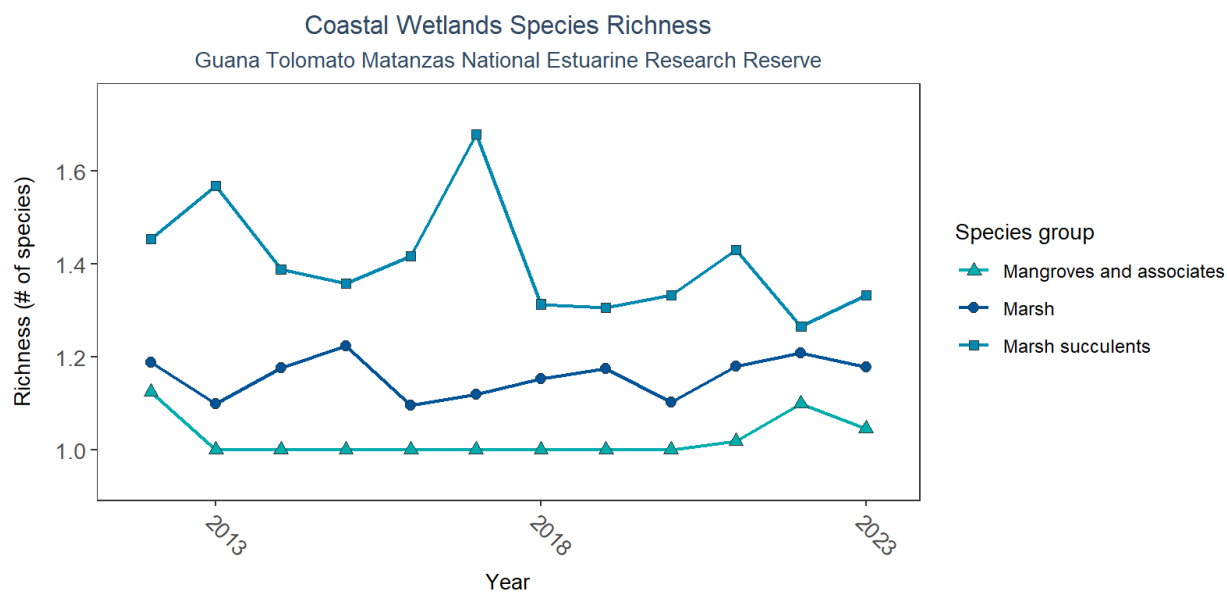 Coastal Wetlands Species Richness
Guana Tolomato Matanzas National Estuarine Research Reserve
Richness (# of species)
1.6
1.4
1.2
1.0
2013
2018
2023
Year
Species group
Mangroves and associates
Marsh
Marsh succulents